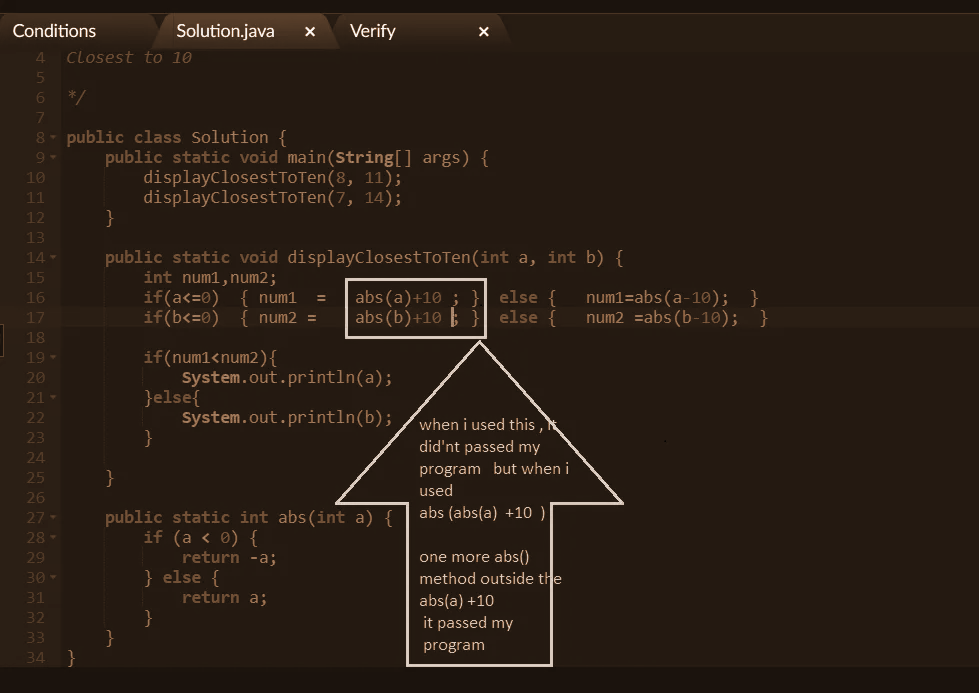 Conditions Solution.java × Verify ×
4 Closest to 10
5
6 */
7
8 public class Solution {
9 public static void main(String[] args) {
10 displayClosestToTen(8, 11);
11 displayClosestToTen(7, 14);
12 }
13
14 public static void displayClosestToTen(int a, int b) {
15 int num1,num2;
16 if(a<=0) { num1 = abs(a)+10 ; } else { num1=abs(a-10); }
17 if(b<=0) { num2 = abs(b)+10 ; } else { num2 =abs(b-10); }
18
19 if(num1<num2){
20 System.out.println(a);
21 }else{
22 System.out.println(b);
23 }
24
25 }
26
27 public static int abs(int a) {
28 if (a < 0) {
29 return -a;
30 } else {
31 return a;
32 }
33 }
34 }
when i used this , it
did'nt passed my
program but when i
used
abs (abs(a) +10 )
one more abs()
method outside the
abs(a) +10
it passed my
program